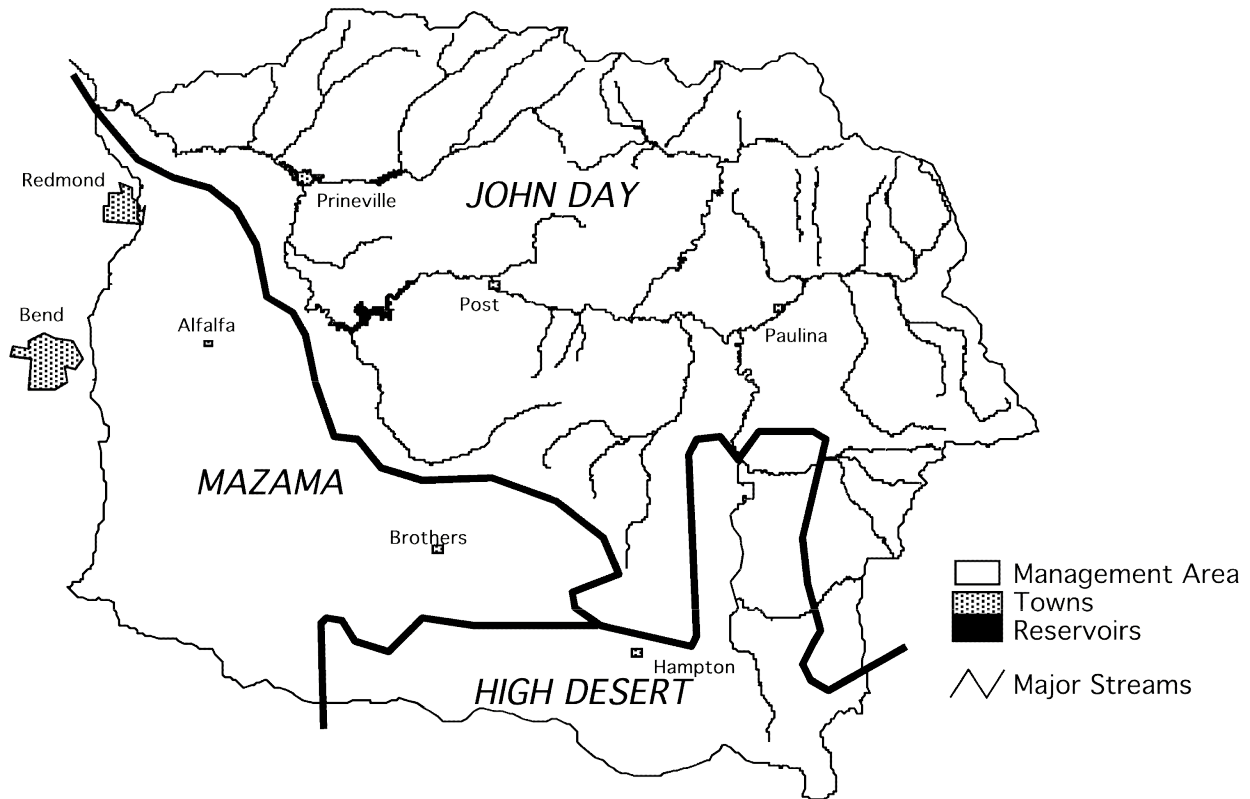 Redmond
Prineville
JOHN DAY
Post
Bend
Alfalfa
Paulina
MAZAMA
Brothers
Hampton
HIGH DESERT
Management Area
Towns
Reservoirs
Major Streams